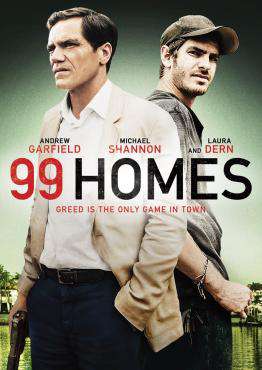 ANDREW GARFIELD
MICHAEL SHANNON
AND LAURA DERN
99 HOMES
GREED IS THE ONLY GAME IN TOWN